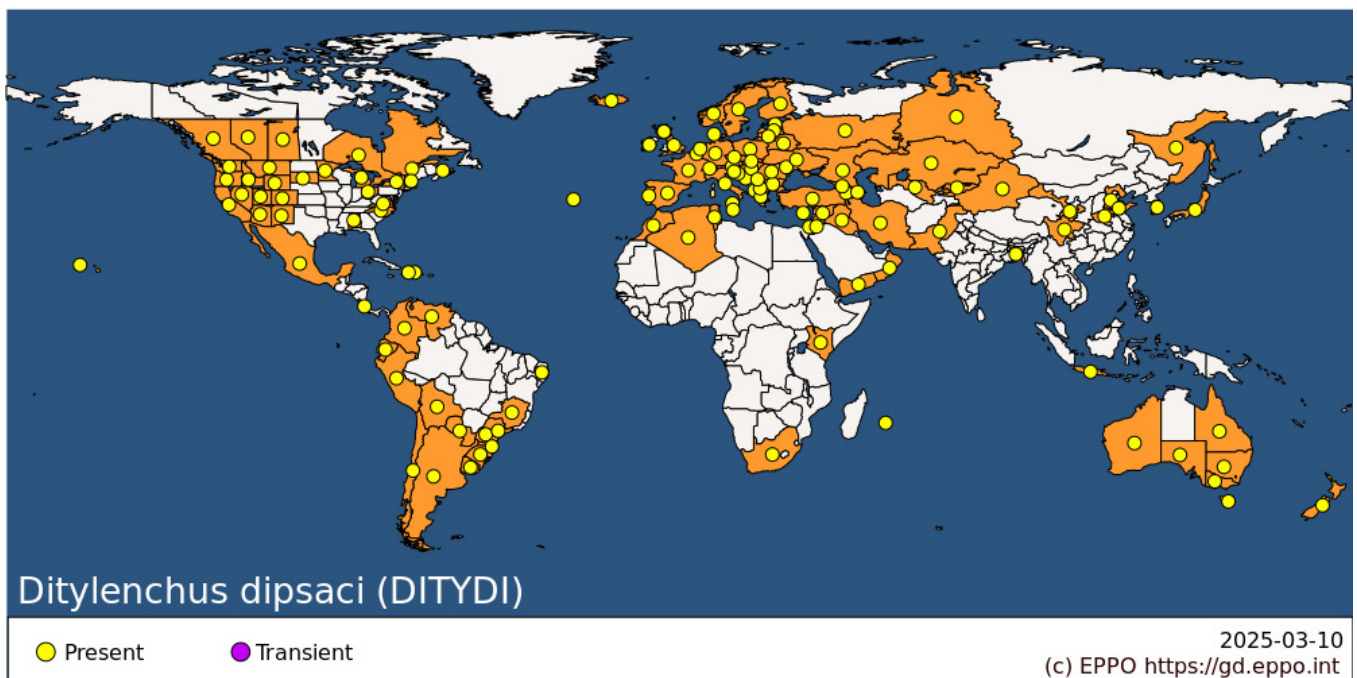 Ditylenchus dipsaci (DITYDI)
Present
Transient
2025-03-10
(c) EPPO https://gd.eppo.int